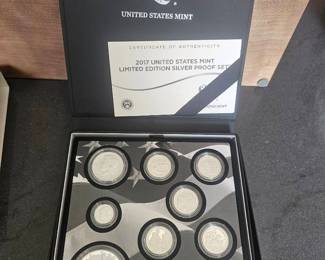 UNITED STATES MINT
CERTIFICATE OF AUTHENTICITY
2017 UNITED STATES MINT
LIMITED EDITION SILVER PROOF SET